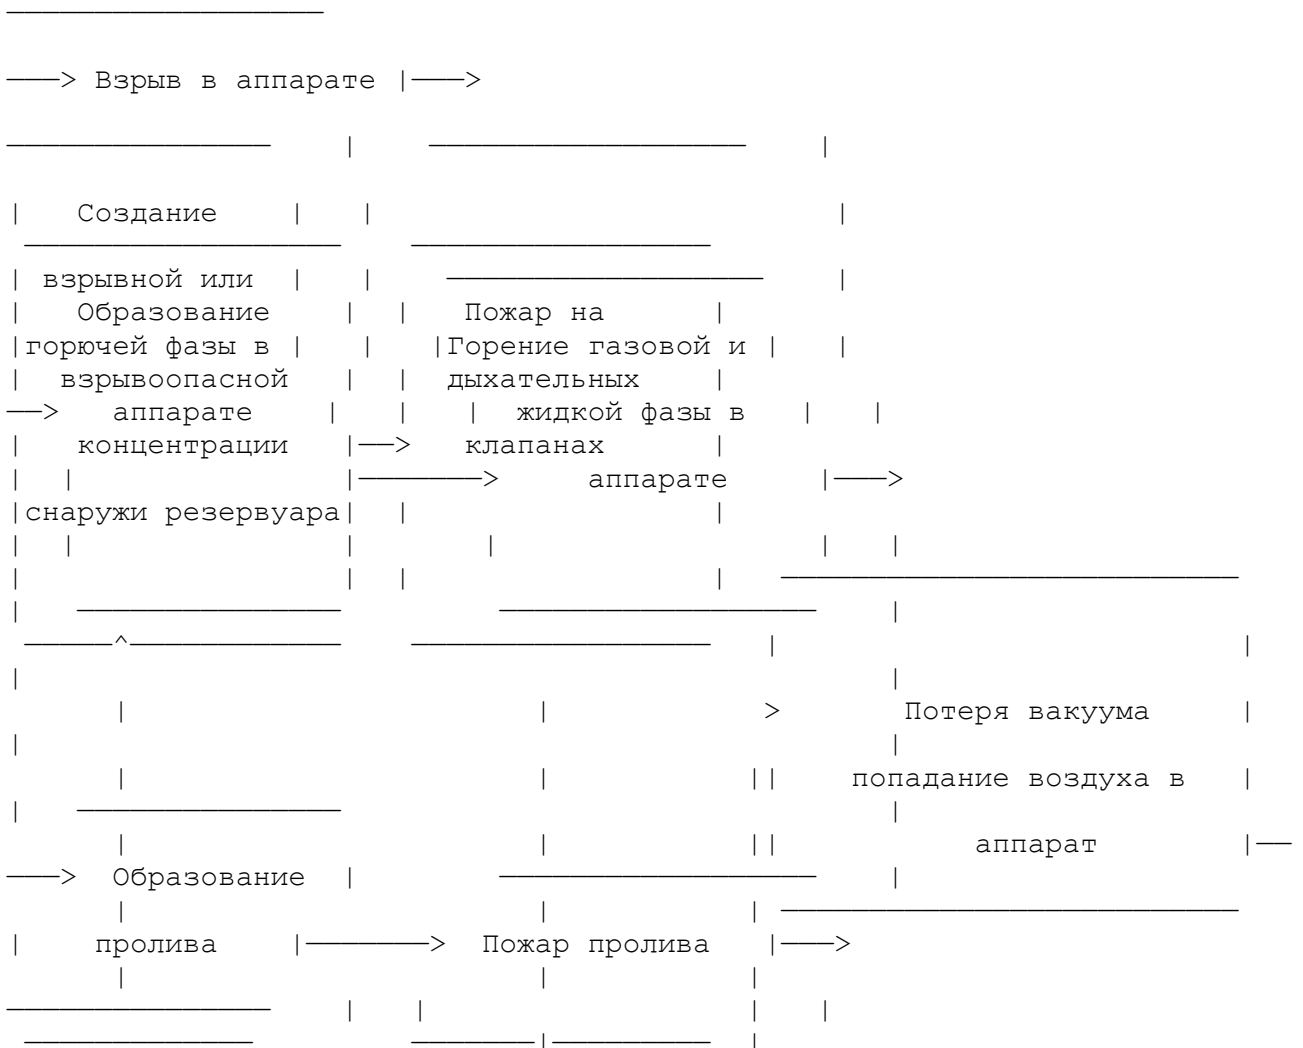 Взрыв в аппарате
Создание
взрывной или
Образование Пожар на
горючей фазы в Горение газовой и
взрывоопасной дыхательных
аппарате жидкой фазы в
концентрации клапанах
аппарате
снаружи резервуара
Потеря вакуума
попадание воздуха в
аппарат
Образование
пролива Пожар пролива